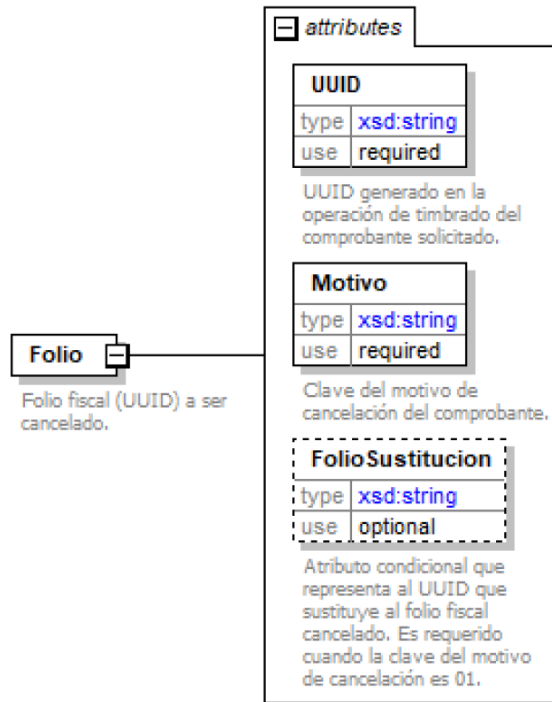 attributes
UUID
type xsd:string
use required
UUID generado en la
operación de timbrado del
comprobante solicitado.
Motivo
type xsd:string
use required
Clave del motivo de
cancelación del comprobante.
Folio
Folio fiscal (UUID) a ser
cancelado.
FolioSustitucion
type xsd:string
use optional
Atributo condicional que
representa al UUID que
sustituye al folio fiscal
cancelado. Es requerido
cuando la clave del motivo
de cancelación es 01.